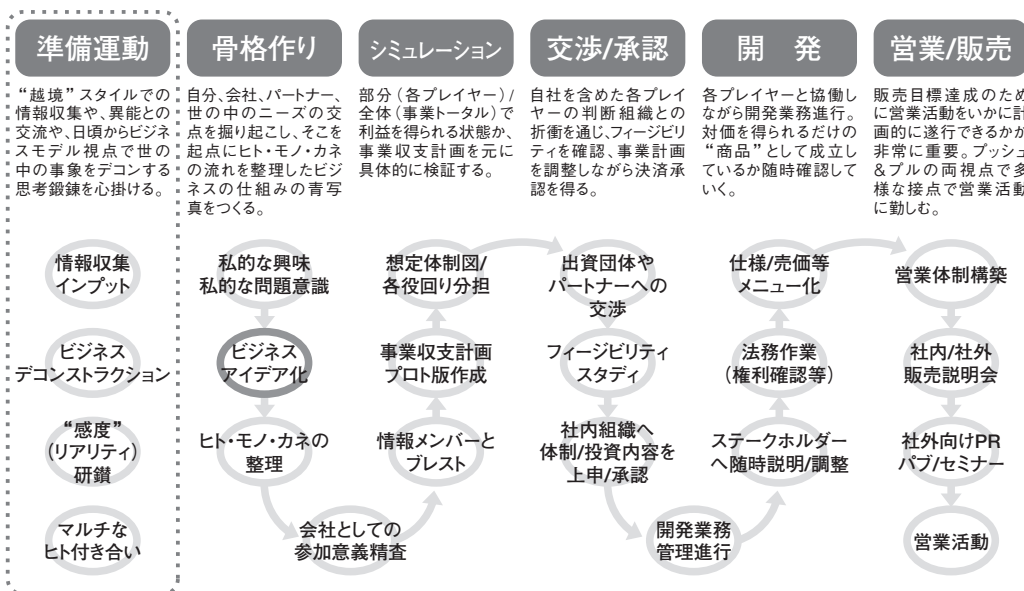 準備運動
“越境”スタイルでの
情報収集や、異能との
交流や、日頃からビジネ
スモデル視点で世の
中の事象をデコンする
思考鍛錬を心掛ける。
情報収集
インプット
ビジネス
デコンストラクション
“感度”
(リアリティ)
研鑚
マルチな
ヒト付き合い
骨格作り
自分、会社、パートナー、
世の中のニーズの交
点を掘り起こし、そこを
起点にヒト・モノ・カネ
の流れを整理したビジ
ネスの仕組みの青写
真をつくる。
私的な興味
私的な問題意識
ビジネス
アイデア化
ヒト・モノ・カネの
整理
会社としての
参加意義精査
シミュレーション
部分(各プレイヤー)/
全体(事業トータル)で
利益を得られる状態か、
事業収支計画を元に
具体的に検証する。
想定体制図/
各役回り分担
事業収支計画
プロト版作成
情報メンバーと
ブレスト
交渉/承認
自社を含めた各プレイ
ヤーの判断組織との
折衝を通じ、フィージビリ
ティを確認、事業計画
を調整しながら決済承
認を得る。
出資団体や
パートナーへの
交渉
フィージビリティ
スタディ
社内組織へ
体制/投資内容を
上申/承認
開発業務
管理進行
開 発
各プレイヤーと協働し
ながら開発業務進行。
対価を得られるだけの
“商品”として成立し
ているか随時確認して
いく。
仕様/売価等
メニュー化
法務作業
(権利確認等)
ステークホルダー
へ随時説明/調整
営業/販売
販売目標達成のため
に営業活動をいかに計
画的に遂行できるかが
非常に重要。プッシュ
&プルの両視点で多
様な接点で営業活動
に勤しむ。
営業体制構築
社内/社外
販売説明会
社外向けPR
パブ/セミナー
営業活動